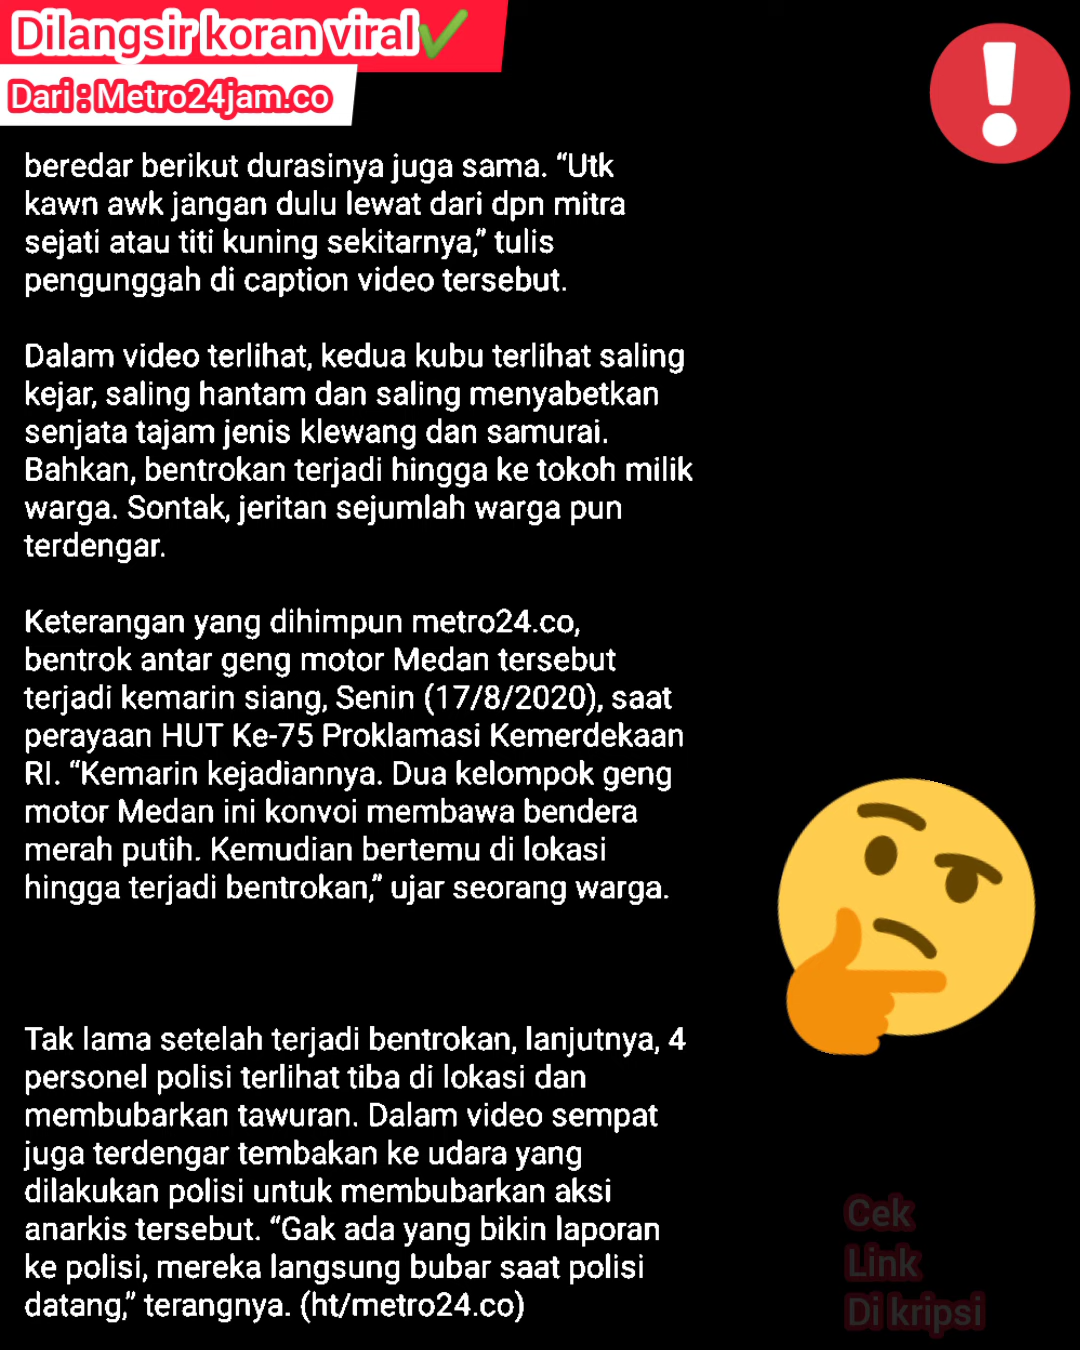 Dilangsir koran viral
Dari : Metro24jam.co
beredar berikut durasinya juga sama. “Utk
kawn awk jangan dulu lewat dari dpn mitra
sejati atau titi kuning sekitarnya,” tulis
pengunggah di caption video tersebut.
Dalam video terlihat, kedua kubu terlihat saling
kejar, saling hantam dan saling menyabetkan
senjata tajam jenis klewang dan samurai.
Bahkan, bentrokan terjadi hingga ke tokoh milik
warga. Sontak, jeritan sejumlah warga pun
terdengar.
Keterangan yang dihimpun metro24.co,
bentrok antar geng motor Medan tersebut
terjadi kemarin siang, Senin (17/8/2020), saat
perayaan HUT Ke-75 Proklamasi Kemerdekaan
RI. “Kemarin kejadiannya. Dua kelompok geng
motor Medan ini konvoi membawa bendera
merah putih. Kemudian bertemu di lokasi
hingga terjadi bentrokan,” ujar seorang warga.
Tak lama setelah terjadi bentrokan, lanjutnya, 4
personel polisi terlihat tiba di lokasi dan
membubarkan tawuran. Dalam video sempat
juga terdengar tembakan ke udara yang
dilakukan polisi untuk membubarkan aksi
anarkis tersebut. “Gak ada yang bikin laporan
ke polisi, mereka langsung bubar saat polisi
datang,” terangnya. (ht/metro24.co)
Cek
Link
Di kripsi